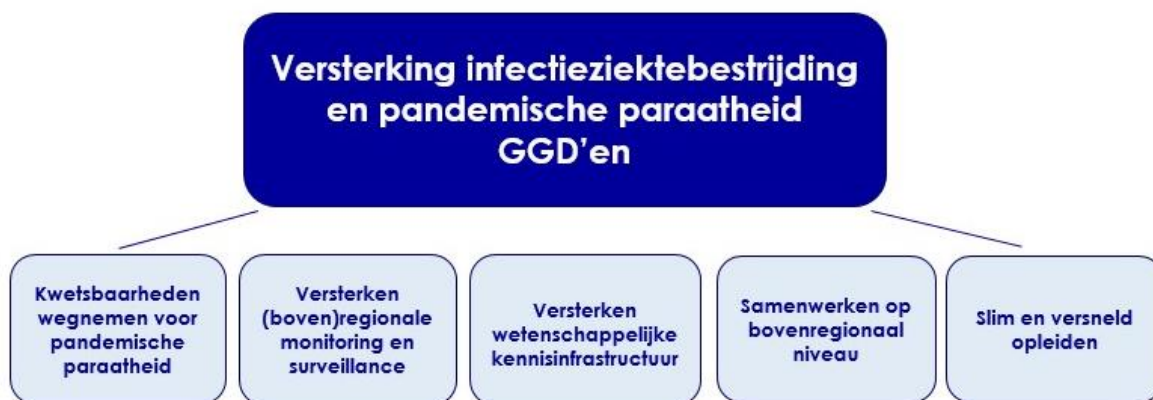 Versterking infectieziektebestrijding
en pandemische paraatheid
GGD'en
Kwetsbaarheden
wegnemen voor
pandemische
paraatheid
Versterken
(boven)regionale
monitoring en
surveillance
Versterken
wetenschappelijke
kennisinfrastructuur
Samenwerken op
bovenregionaal
niveau
Slim en versneld
opleiden